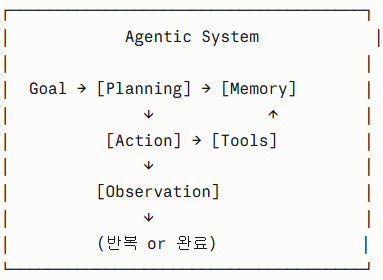 Agentic System
Goal → [Planning] → [Memory]
↓ ↑
[Action] → [Tools]
↓
[Observation]
↓
(반복 or 완료)